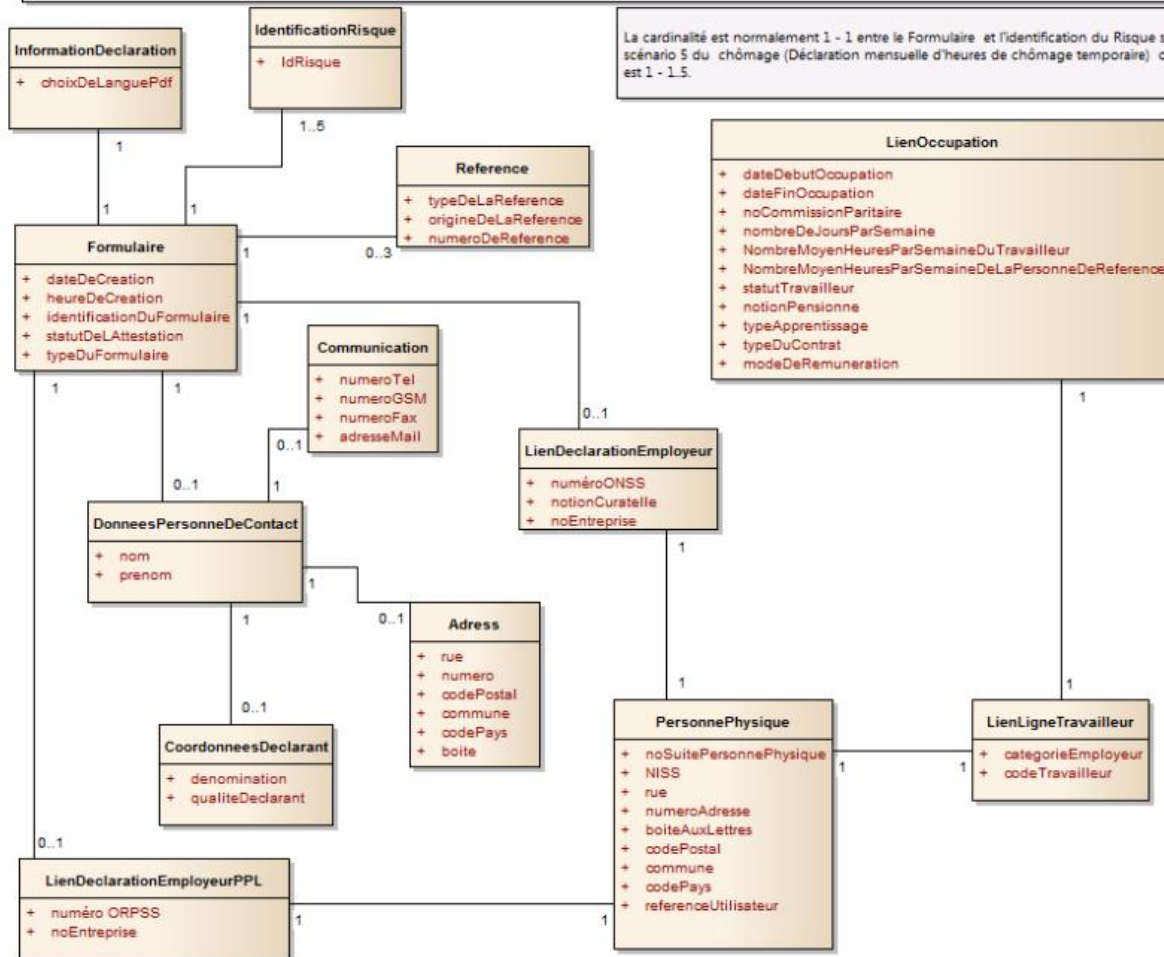 InformationDeclaration
+ choixDeLanguePdf
1
IdentificationRisque
+ IdRisque
1..5
La cardinalité est normalement 1 - 1 entre le Formulaire et l'identification du Risque s
scénario 5 du chômage (Déclaration mensuelle d'heures de chômage temporaire)
est 1 - 1.5.
Reference
+ typeDeLaReference
+ origineDeLaReference
+ numeroDeReference
0..3
LienOccupation
+ dateDebutOccupation
+ dateFinOccupation
+ noCommissionParitaire
+ nombreDeJoursParSemaine
+ NombreMoyenHeuresParSemaineDuTravailleur
+ NombreMoyenHeuresParSemaineDeLaPersonneDeReference
+ statutTravailleur
+ notionPensionne
+ typeApprentissage
+ typeDuContrat
+ modeDeRemuneration
1
1
1
1
Formulaire
+ dateDeCreation
+ heureDeCreation
+ identificationDuFormulaire
+ statutDeLAttestation
+ typeDuFormulaire
1
1
1
Communication
+ numeroTel
+ numeroGSM
+ numeroFax
+ adresseMail
0..1
0..1
LienDeclarationEmployeur
+ numéroONSS
+ notionCuratelle
+ noEntreprise
1
0..1
1
DonneesPersonneDeContact
+ nom
+ prenom
1
1
0..1
Adress
+ rue
+ numero
+ codePostal
+ commune
+ codePays
+ boite
0..1
CoordonneesDeclarant
+ denomination
+ qualiteDeclarant
1
PersonnePhysique
+ noSuitePersonnePhysique
+ NISS
+ rue
+ numeroAdresse
+ boiteAuxLettres
+ codePostal
+ commune
+ codePays
+ referenceUtilisateur
1
1
1
LienLigneTravailleur
+ categorieEmployeur
+ codeTravailleur
0..1
LienDeclarationEmployeurPPL
+ numéro ORPSS
+ noEntreprise
1
1